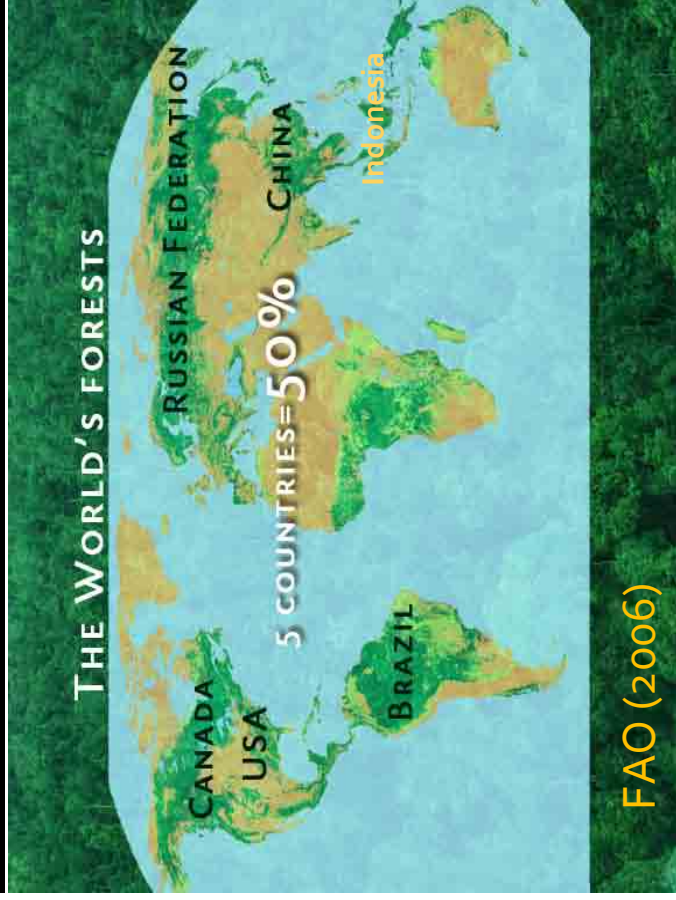 THE WORLD'S FORESTS
RUSSIAN FEDERATION
CANADA
USA
CHINA
5 COUNTRIES=50%
Indonesia
BRAZIL
FAO (2006)